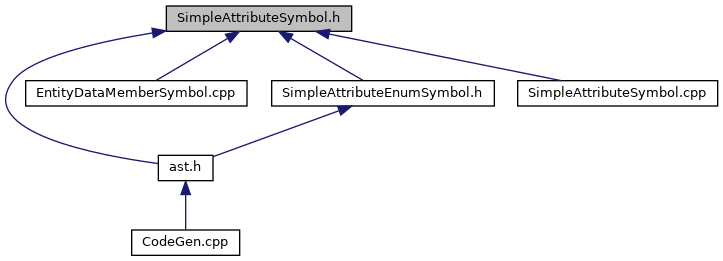 SimpleAttributeSymbol.h
EntityDataMemberSymbol.cpp
SimpleAttributeEnumSymbol.h
SimpleAttributeSymbol.cpp
ast.h
CodeGen.cpp